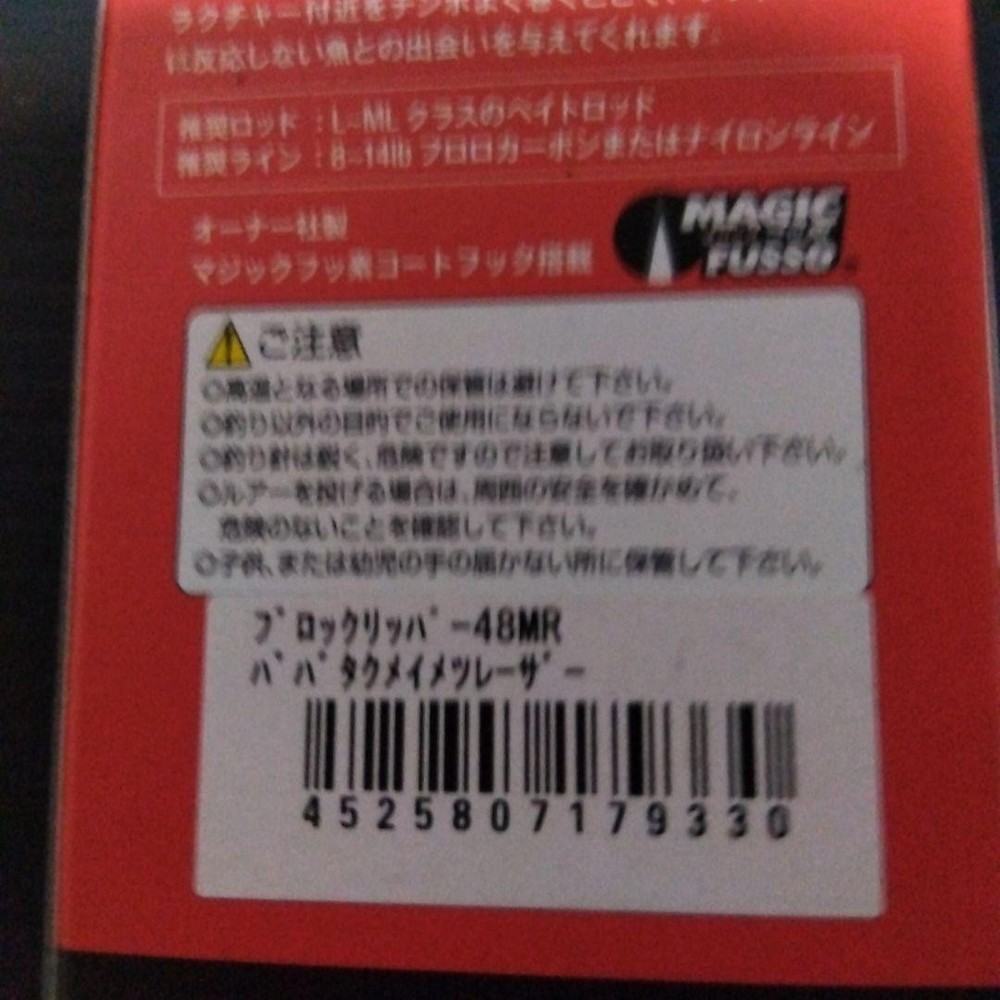 ラクチャー付近をテンポよく巻くことで、
は反応しない魚との出会いを与えてくれます。
推奨ロッド：L~ML クラスのベイトロッド
推奨ライン：8~14lb フロロカーボンまたはナイロンライン
オーナー社製
マジックフッ素コートフック搭載
MAGIC
FUSSO
ご注意
○高温となる場所での保管は避けて下さい。
○釣り以外の目的でご使用にならないで下さい。
○釣り針は鋭く、危険ですので注意してお取り扱い下さい。
○ルアーを投げる場合は、周囲の安全を確かめて、
危険のないことを確認して下さい。
○子供、または幼児の手の届かない所に保管して下さい。
ﾌﾞﾛｯｸﾘｯﾊﾟｰ48MR
ﾊﾞﾊﾞﾀｸﾒｲﾒﾂﾚｰｻﾞｰ
4525807179330